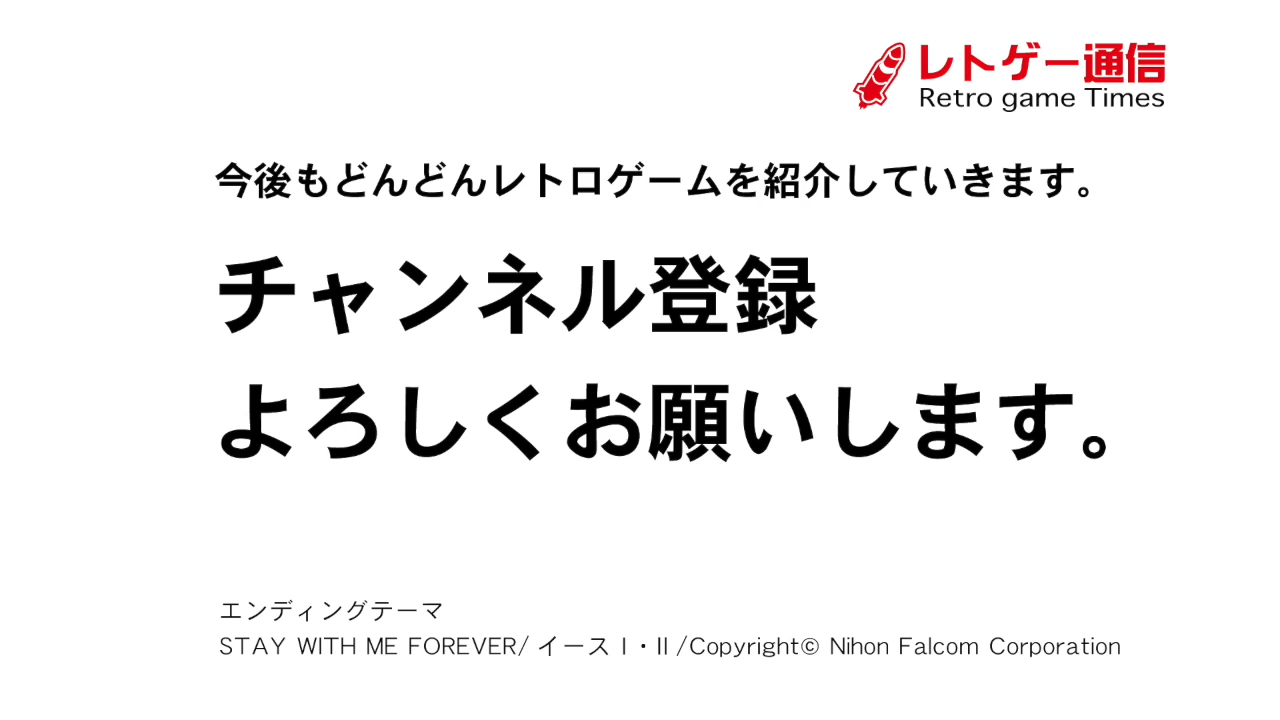 レトゲー通信
Retro game Times
今後もどんどんレトロゲームを紹介していきます。
チャンネル登録
よろしくお願いします。
エンディングテーマ
STAY WITH ME FOREVER/イースⅠ・Ⅱ/Copyright© Nihon Falcom Corporation